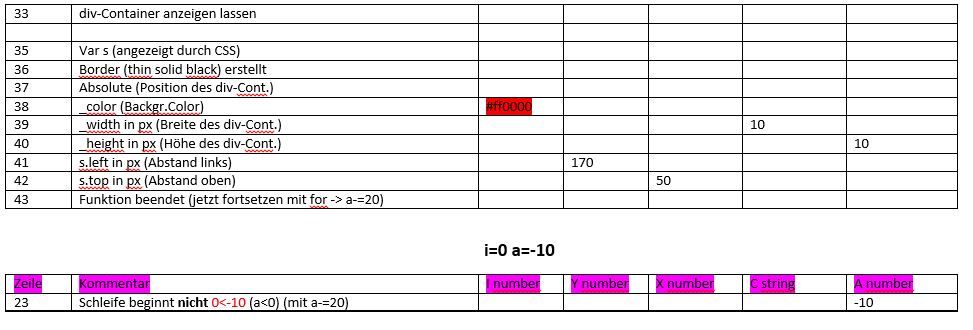 33 div-Container anzeigen lassen
35 Var s (angezeigt durch CSS)
36 Border (thin solid black) erstellt
37 Absolute (Position des div-Cont.)
38 _color (Backgr.Color) #ff0000
39 _width in px (Breite des div-Cont.) 10
40 _height in px (Höhe des div-Cont.) 10
41 s.left in px (Abstand links) 170
42 s.top in px (Abstand oben) 50
43 Funktion beendet (jetzt fortsetzen mit for -> a-=20)
i=0 a=-10
Zeile Kommentar I number Y number X number C string A number
23 Schleife beginnt nicht 0<-10 (a<0) (mit a-=20) -10